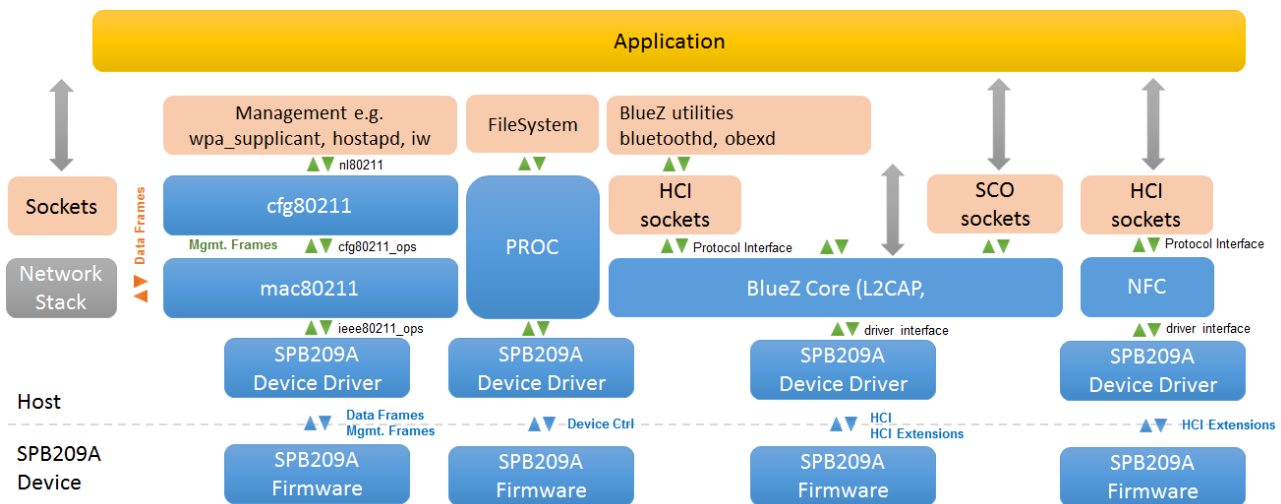 Application
Management e.g.
wpa_supplicant, hostapd, iw
FileSystem
BlueZ utilities
bluetoothd, obexd
nl80211
Sockets
Data Frames
cfg80211
PROC
HCI
sockets
SCO
sockets
HCI
sockets
Mgmt. Frames
cfg80211_ops
Protocol Interface
Protocol Interface
Network
Stack
mac80211
BlueZ Core (L2CAP,
NFC
ieee80211_ops
driver interface
driver interface
SPB209A
Device Driver
SPB209A
Device Driver
SPB209A
Device Driver
SPB209A
Device Driver
Host
Data Frames
Mgmt. Frames
Device Ctrl
HCI
HCI Extensions
HCI Extensions
SPB209A
Device
SPB209A
Firmware
SPB209A
Firmware
SPB209A
Firmware
SPB209A
Firmware